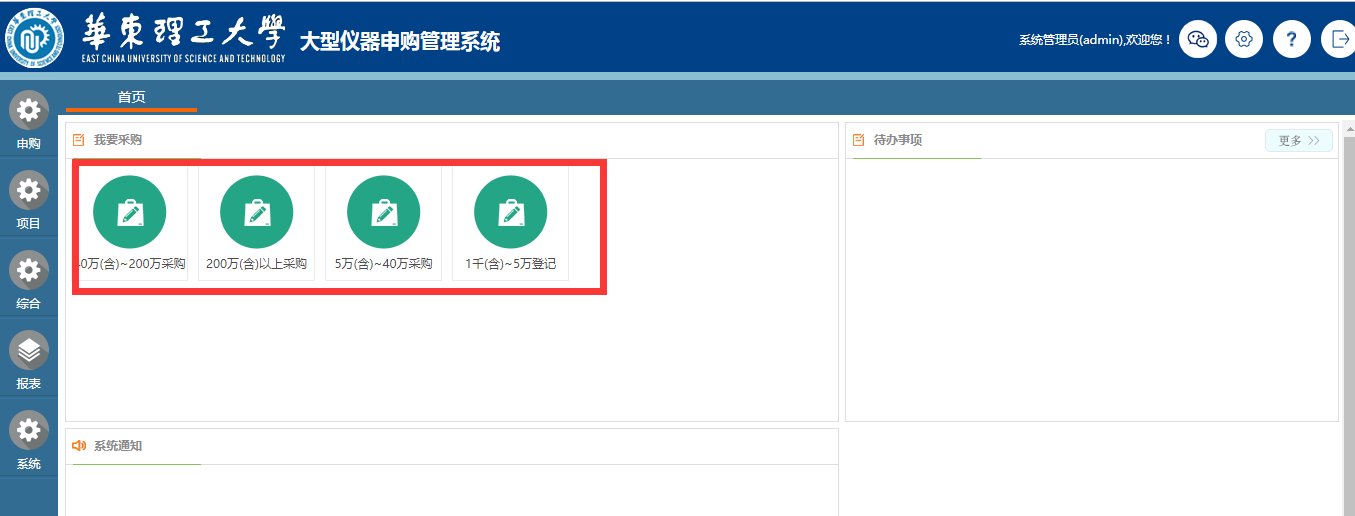 華東理工大學
EAST CHINA UNIVERSITY OF SCIENCE AND TECHNOLOGY
大型仪器申购管理系统
系统管理员(admin),欢迎您！
?
首页
申购
项目
综合
报表
系统
我要采购
40万(含)~200万采购
200万(含)以上采购
5万(含)~40万采购
1千(含)~5万登记
待办事项
更多 >>
系统通知